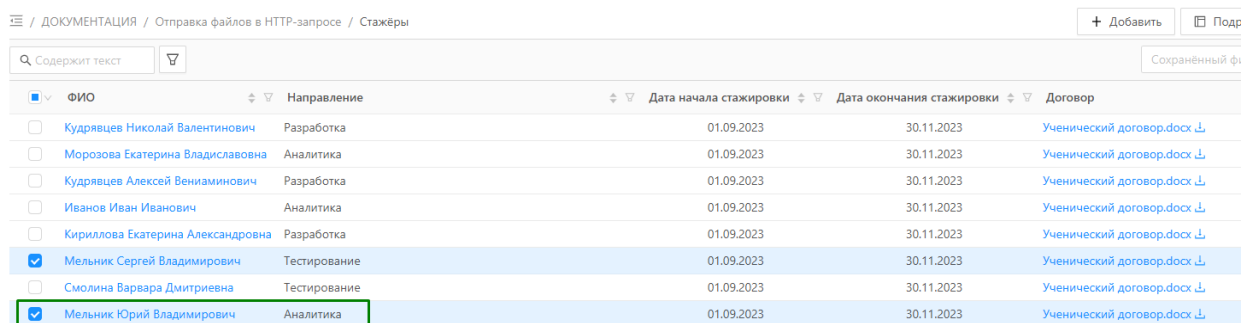 / ДОКУМЕНТАЦИЯ / Отправка файлов в HTTP-запросе / Стажёры + Добавить
Содержит текст
ФИО Направление Дата начала стажировки Дата окончания стажировки Договор
Кудрявцев Николай Валентинович Разработка 01.09.2023 30.11.2023 Ученический договор.docx
Морозова Екатерина Владиславовна Аналитика 01.09.2023 30.11.2023 Ученический договор.docx
Кудрявцев Алексей Вениаминович Разработка 01.09.2023 30.11.2023 Ученический договор.docx
Иванов Иван Иванович Аналитика 01.09.2023 30.11.2023 Ученический договор.docx
Кириллова Екатерина Александровна Разработка 01.09.2023 30.11.2023 Ученический договор.docx
Мельник Сергей Владимирович Тестирование 01.09.2023 30.11.2023 Ученический договор.docx
Смолина Варвара Дмитриевна Тестирование 01.09.2023 30.11.2023 Ученический договор.docx
Мельник Юрий Владимирович Аналитика 01.09.2023 30.11.2023 Ученический договор.docx